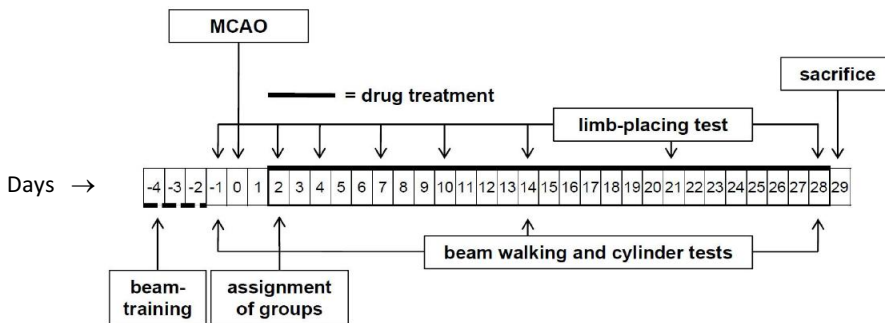 MCAO
sacrifice
= drug treatment
limb-placing test
Days → -4 -3 -2 -1 0 1 2 3 4 5 6 7 8 9 10 11 12 13 14 15 16 17 18 19 20 21 22 23 24 25 26 27 28 29
beam walking and cylinder tests
beam-
training
assignment
of groups